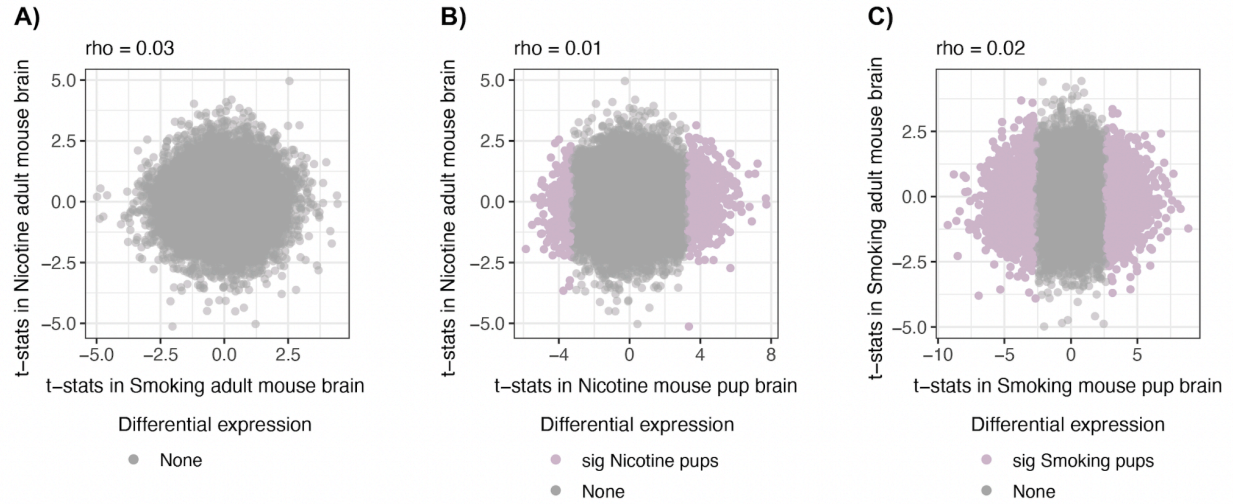 A)
rho = 0.03
t−stats in Nicotine adult mouse brain
5.0
2.5
0.0
−2.5
−5.0
−5.0 −2.5 0.0 2.5
t−stats in Smoking adult mouse brain
Differential expression
None
B)
rho = 0.01
t−stats in Nicotine adult mouse brain
5.0
2.5
0.0
−2.5
−5.0
−4 0 4 8
t−stats in Nicotine mouse pup brain
Differential expression
sig Nicotine pups
None
C)
rho = 0.02
t−stats in Smoking adult mouse brain
2.5
0.0
−2.5
−5.0
−10 −5 0 5
t−stats in Smoking mouse pup brain
Differential expression
sig Smoking pups
None